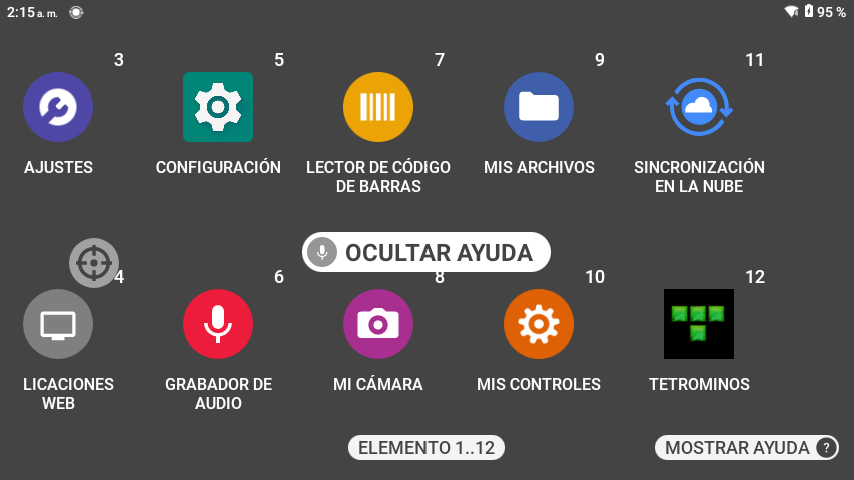 2:15 a. m.
95 %
3
5
7
9
11
AJUSTES
CONFIGURACIÓN
LECTOR DE CÓDIGO
DE BARRAS
MIS ARCHIVOS
SINCRONIZACIÓN
EN LA NUBE
OCULTAR AYUDA
4
6
8
10
12
LICACIONES
WEB
GRABADOR DE
AUDIO
MI CÁMARA
MIS CONTROLES
TETROMINOS
ELEMENTO 1..12
MOSTRAR AYUDA ?